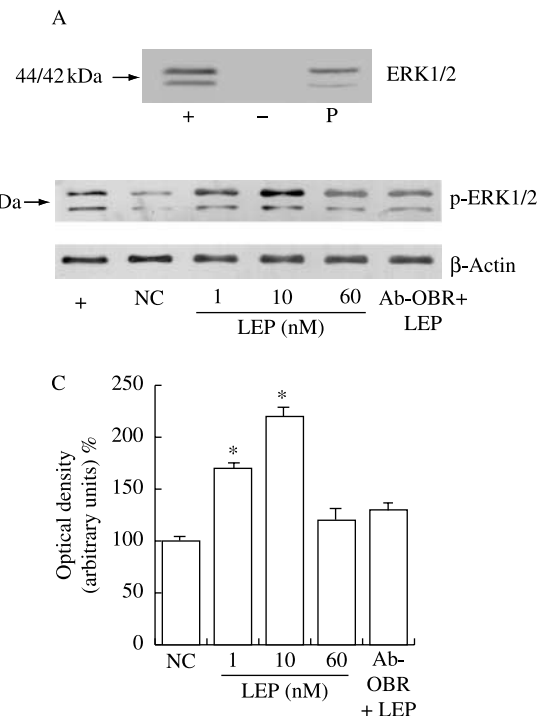 A
44/42 kDa
ERK1/2
+ – P
Da
p-ERK1/2
β-Actin
+ NC 1 10 60 Ab-OBR+
LEP (nM) LEP
C
Optical density
(arbitrary units) %
250
200
150
100
50
0
*
*
NC 1 10 60 Ab-
OBR
LEP (nM)
+ LEP